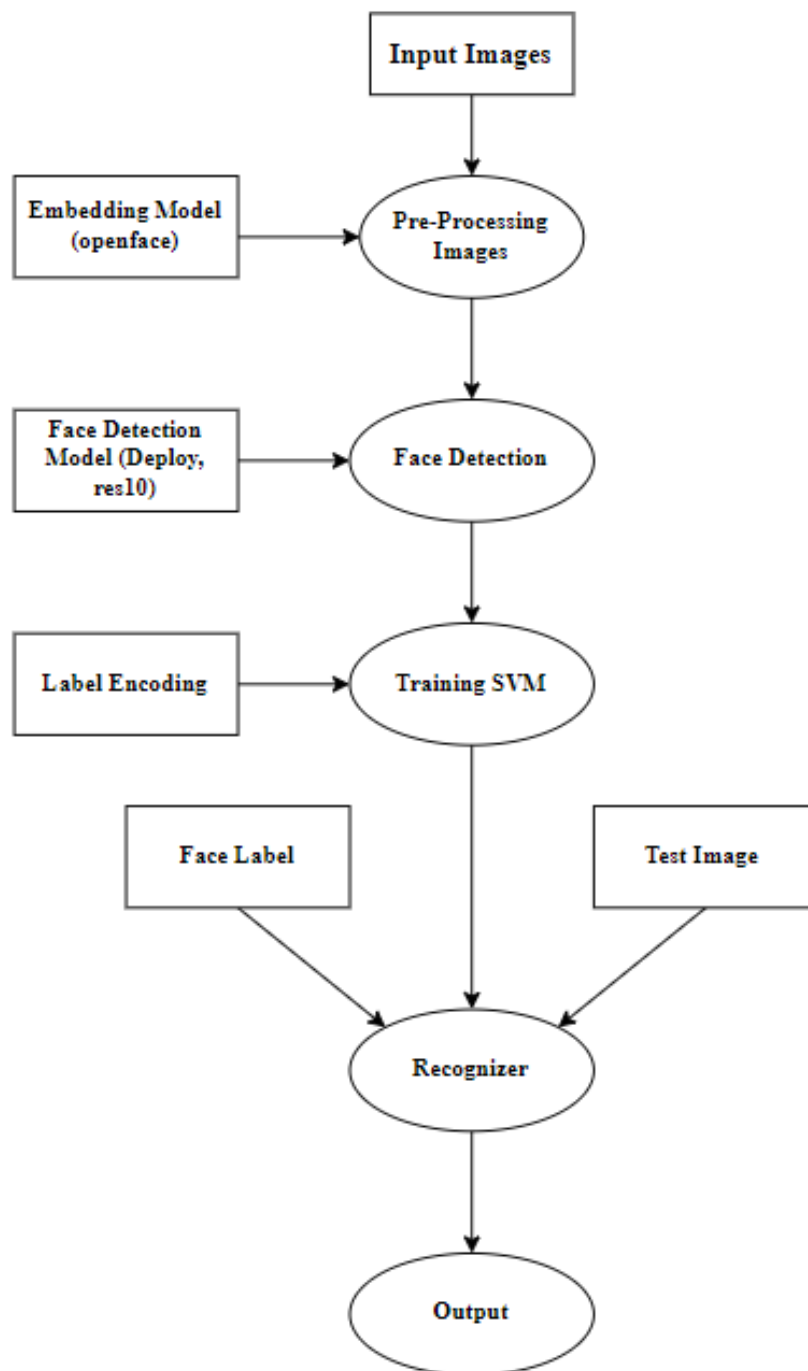 Input Images
Embedding Model
(openface)
Pre-Processing
Images
Face Detection
Model (Deploy,
res10)
Face Detection
Label Encoding
Training SVM
Face Label
Test Image
Recognizer
Output